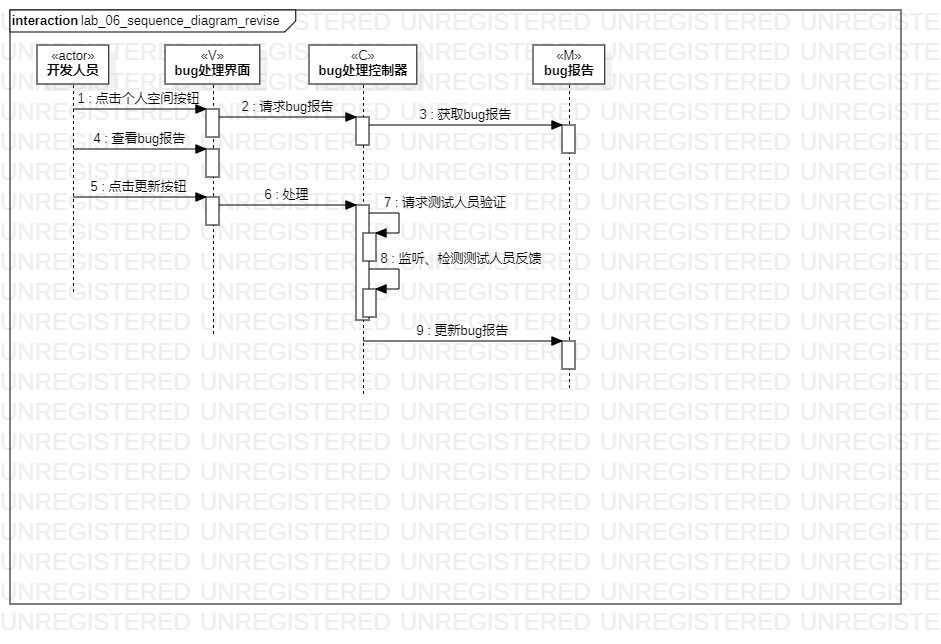 interaction lab_06_sequence_diagram_revise
«actor»
开发人员
«V»
bug处理界面
«C»
bug处理控制器
«M»
bug报告
1 : 点击个人空间按钮
2 : 请求bug报告
3 : 获取bug报告
4 : 查看bug报告
5 : 点击更新按钮
6 : 处理
7 : 请求测试人员验证
8 : 监听、检测测试人员反馈
9 : 更新bug报告
UNREGISTERED